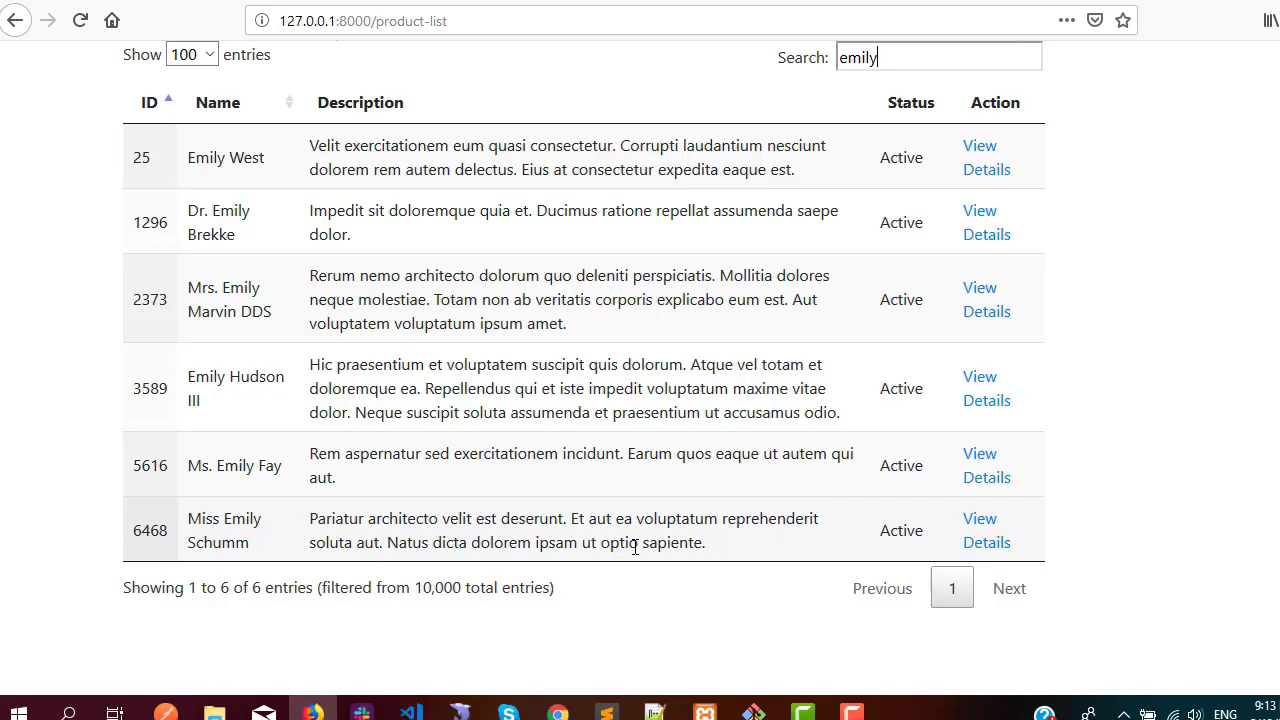 127.0.0.1:8000/product-list
Show 100 entries
Search: emily
ID Name Description Status Action
25 Emily West Velit exercitationem eum quasi consectetur. Corrupti laudantium nesciunt dolorem rem autem delectus. Eius at consectetur expedita eaque est. Active View Details
1296 Dr. Emily Brekke Impedit sit doloremque quia et. Ducimus ratione repellat assumenda saepe dolor. Active View Details
2373 Mrs. Emily Marvin DDS Rerum nemo architecto dolorum quo deleniti perspiciatis. Mollitia dolores neque molestiae. Totam non ab veritatis corporis explicabo eum est. Aut voluptatem voluptatum ipsum amet. Active View Details
3589 Emily Hudson III Hic praesentium et voluptatem suscipit quis dolorum. Atque vel totam et doloremque ea. Repellendus qui et iste impedit voluptatum maxime vitae dolor. Neque suscipit soluta assumenda et praesentium ut accusamus odio. Active View Details
5616 Ms. Emily Fay Rem aspernatur sed exercitationem incidunt. Earum quos eaque ut autem qui aut. Active View Details
6468 Miss Emily Schumm Pariatur architecto velit est deserunt. Et aut ea voluptatum reprehenderit soluta aut. Natus dicta dolorem ipsam ut optio sapiente. Active View Details
Showing 1 to 6 of 6 entries (filtered from 10,000 total entries)
Previous 1 Next
ENG
9:13